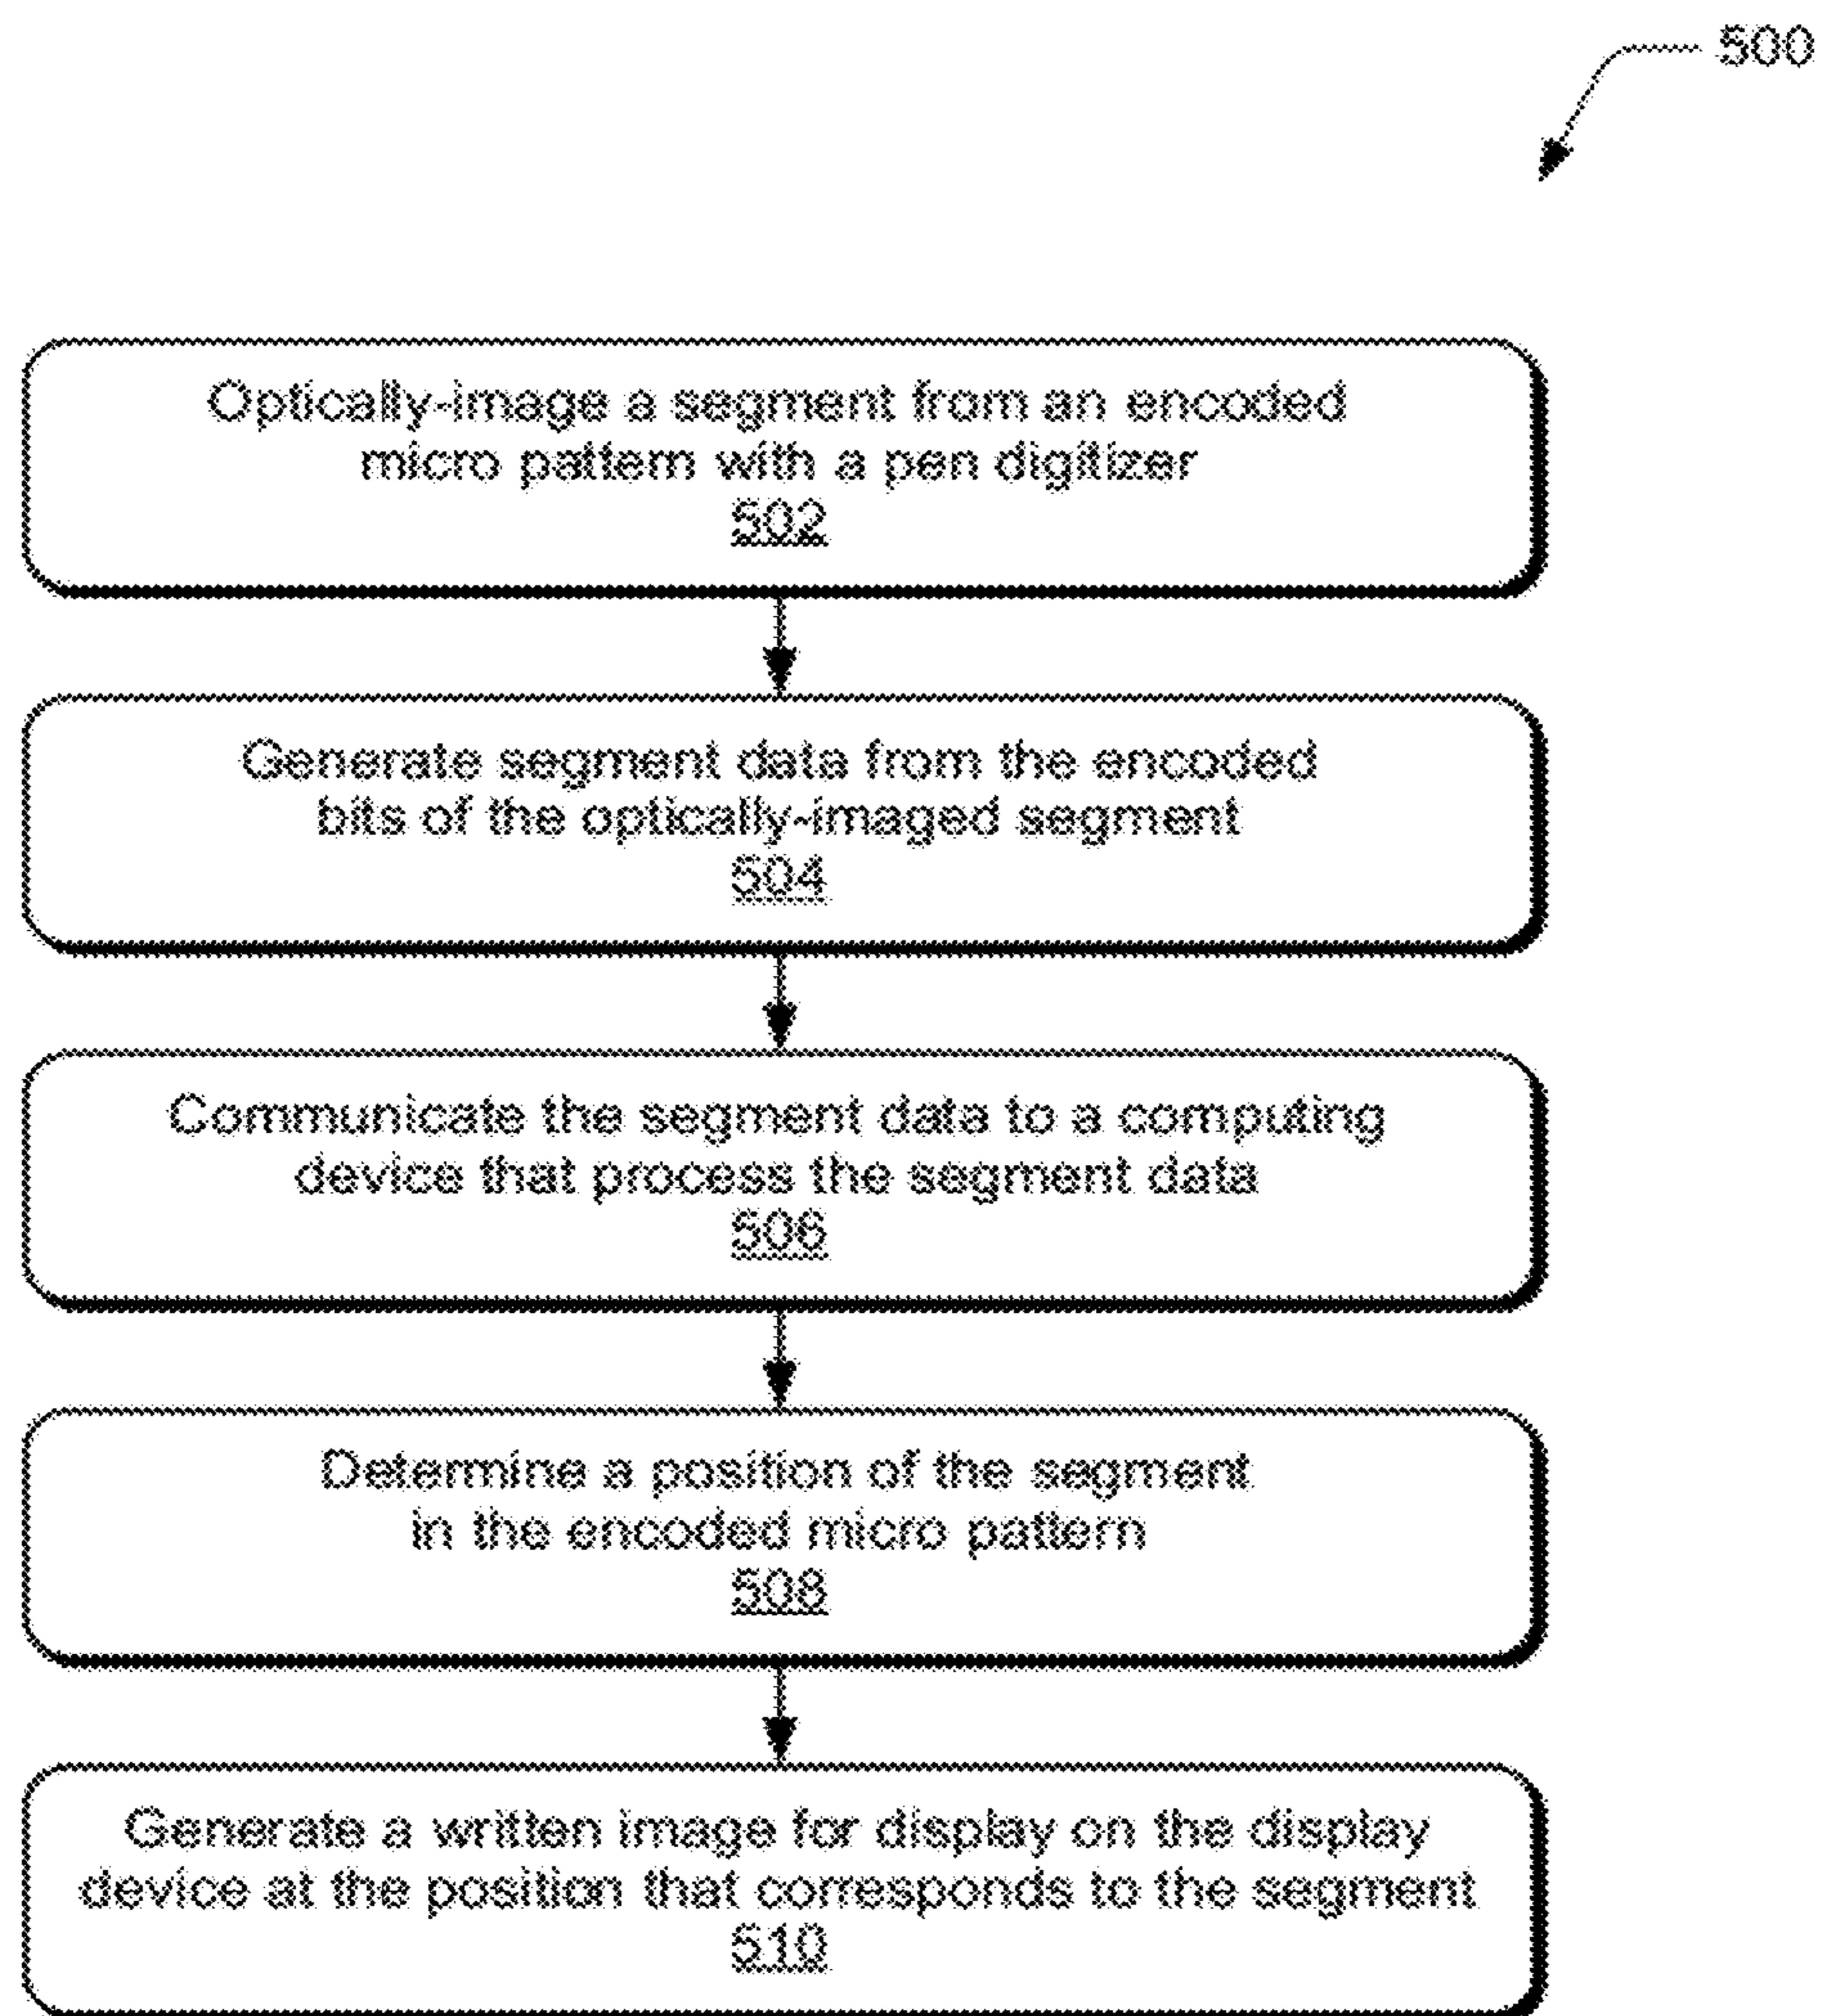 500
Optically-image a segment from an encoded
micro pattern with a pen digitizer
502
Generate segment data from the encoded
bits of the optically-imaged segment
504
Communicate the segment data to a computing
device that process the segment data
506
Determine a position of the segment
in the encoded micro pattern
508
Generate a written image for display on the display
device at the position that corresponds to the segment
510